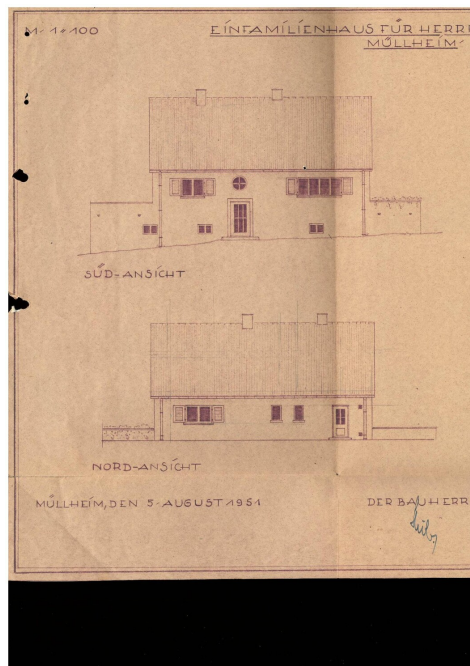 M. 1:100
EINFAMILIENHAUS FÜR HERR
MÜLLHEIM
SÜD-ANSICHT
NORD-ANSICHT
MÜLLHEIM, DEN 5. AUGUST 1951
DER BAUHERR